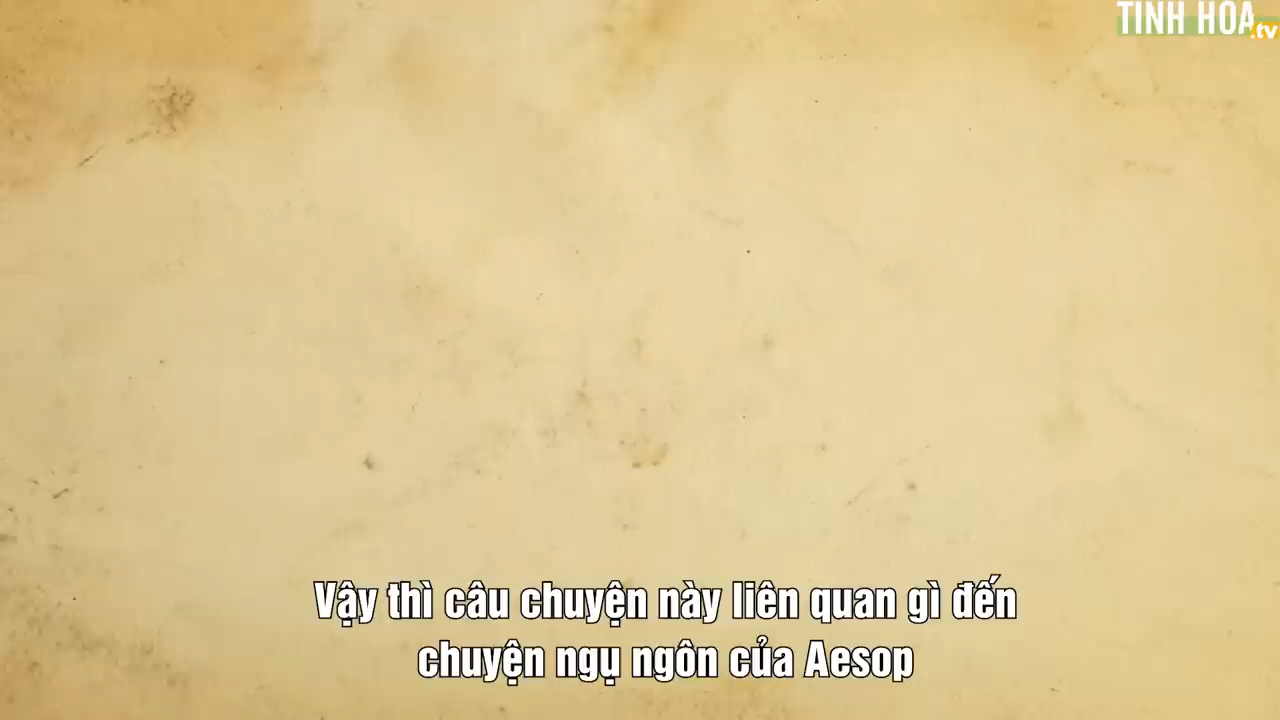 TINH HOA
.tv
Vậy thì câu chuyện này liên quan gì đến
chuyện ngụ ngôn của Aesop